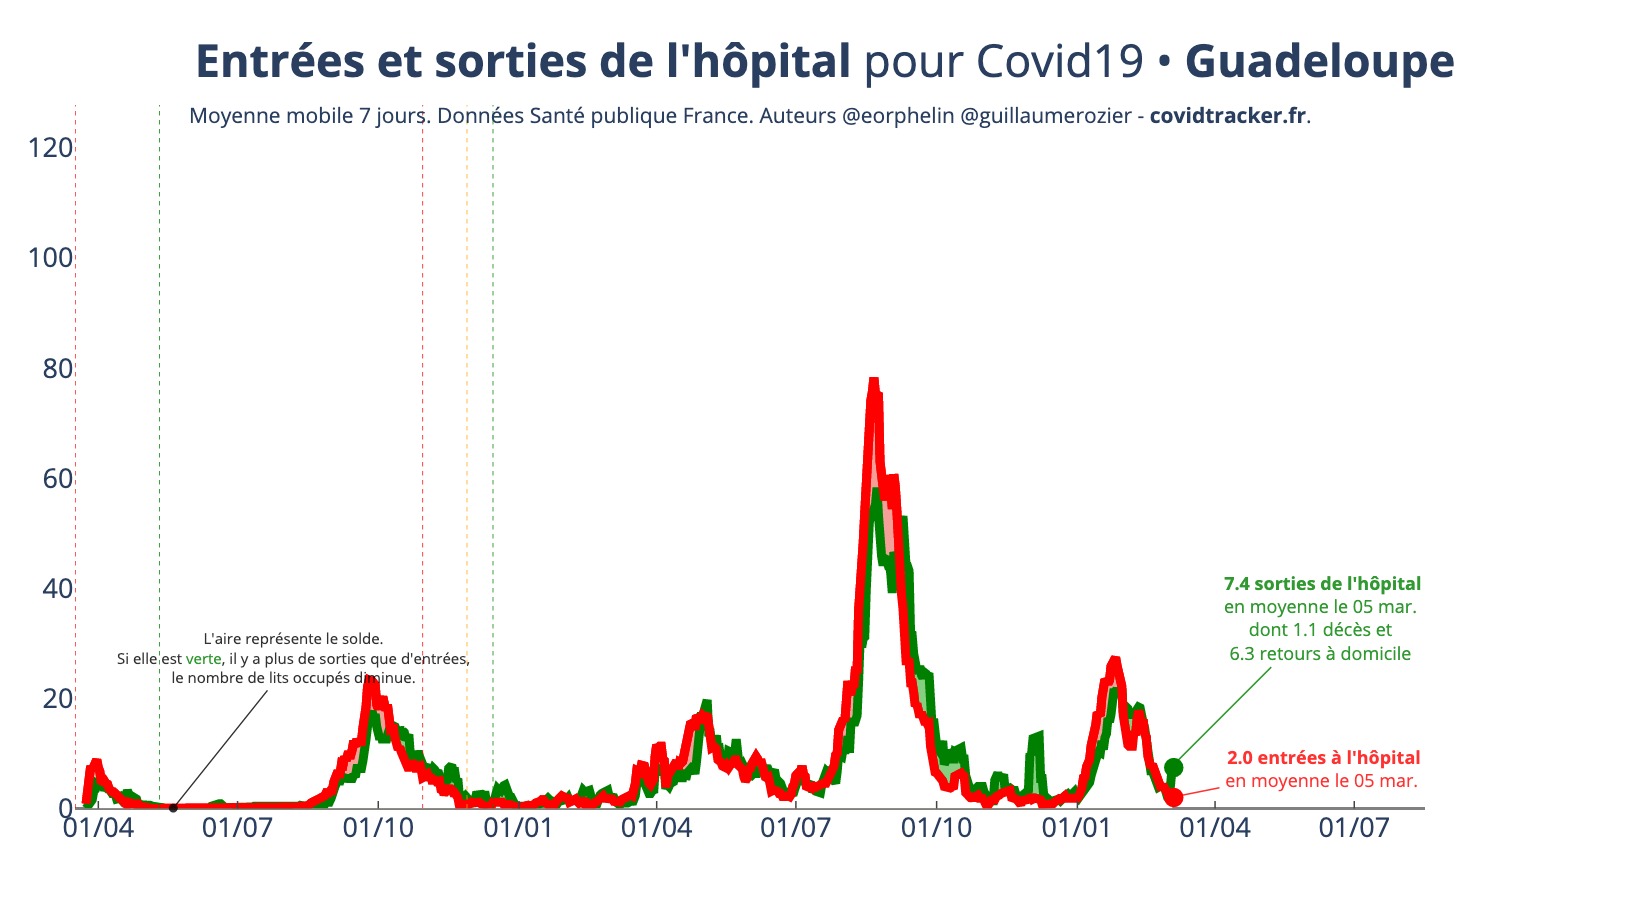 Entrées et sorties de l'hôpital pour Covid19 • Guadeloupe
Moyenne mobile 7 jours. Données Santé publique France. Auteurs @eorphelin @guillaumerozier - covidtracker.fr.
120
100
80
60
40
20
0
L'aire représente le solde.
Si elle est verte, il y a plus de sorties que d'entrées,
le nombre de lits occupés diminue.
7.4 sorties de l'hôpital
en moyenne le 05 mar.
dont 1.1 décès et
6.3 retours à domicile
2.0 entrées à l'hôpital
en moyenne le 05 mar.
01/04 01/07 01/10 01/01 01/04 01/07 01/10 01/01 01/04 01/07